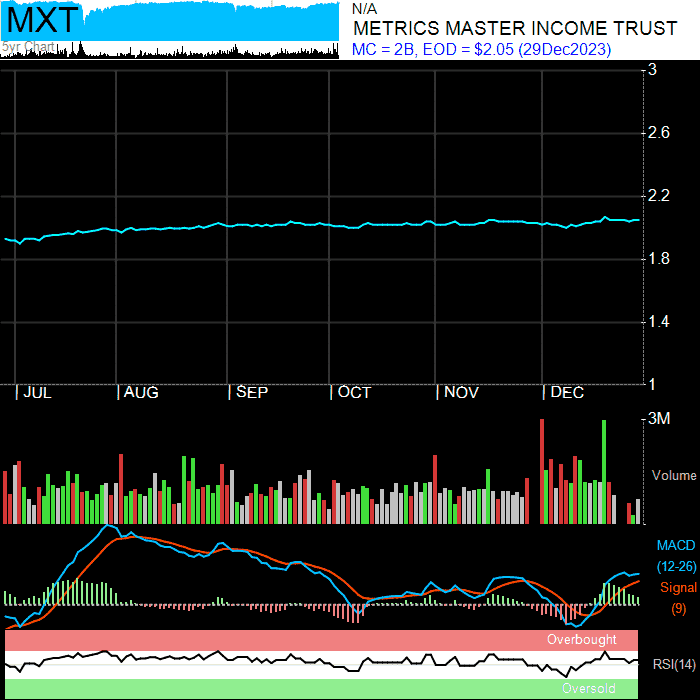 MXT
5yr Chart
N/A
METRICS MASTER INCOME TRUST
MC = 2B, EOD = $2.05 (29Dec2023)
3
2.6
2.2
1.8
1.4
1
| JUL | AUG | SEP | OCT | NOV | DEC
3M
Volume
MACD
(12-26)
Signal
(9)
Overbought
RSI(14)
Oversold